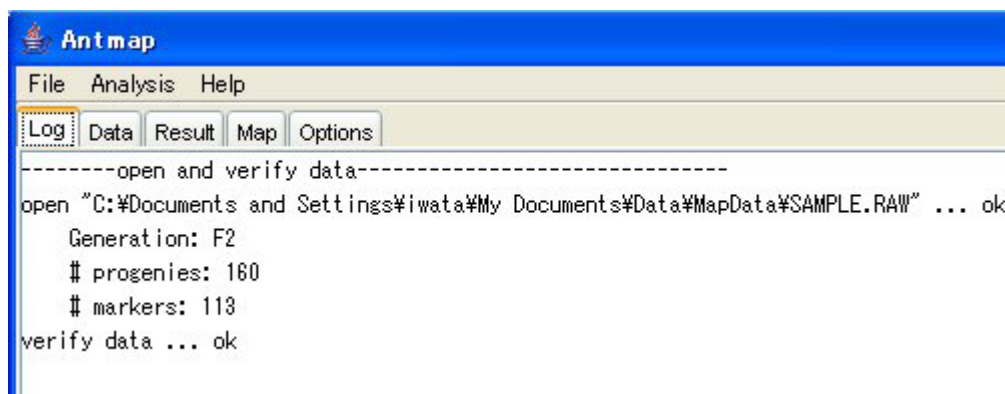 Antmap
File Analysis Help
Log Data Result Map Options
--------open and verify data-------------------------------
open "C:¥Documents and Settings¥iwata¥My Documents¥Data¥MapData¥SAMPLE.RAW" ... ok
Generation: F2
# progenies: 160
# markers: 113
verify data ... ok